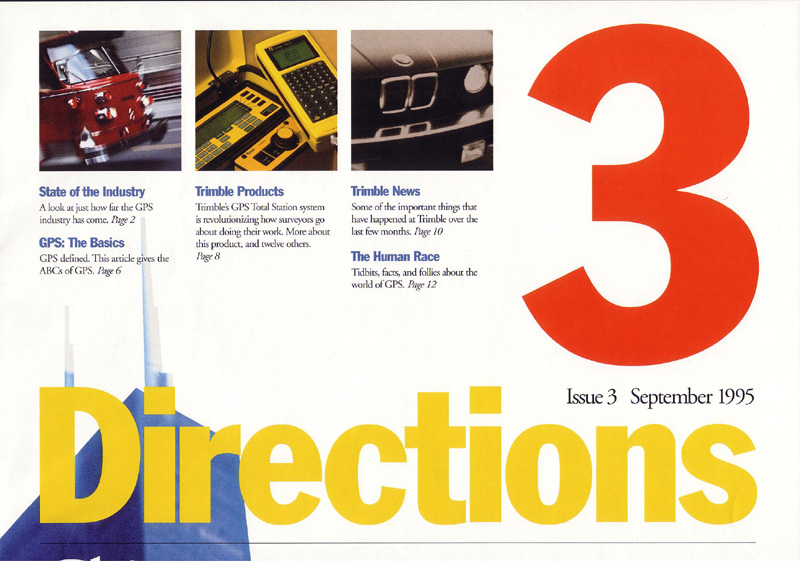 3
State of the Industry
A look at just how far the GPS
industry has come. Page 2
GPS: The Basics
GPS defined. This article gives the
ABCs of GPS. Page 6
Trimble Products
Trimble's GPS Total Station system
is revolutionizing how surveyors go
about doing their work. More about
this product, and twelve others.
Page 8
Trimble News
Some of the important things that
have happened at Trimble over the
last few months. Page 10
The Human Race
Tidbits, facts, and follies about the
world of GPS. Page 12
Issue 3 September 1995
Directions